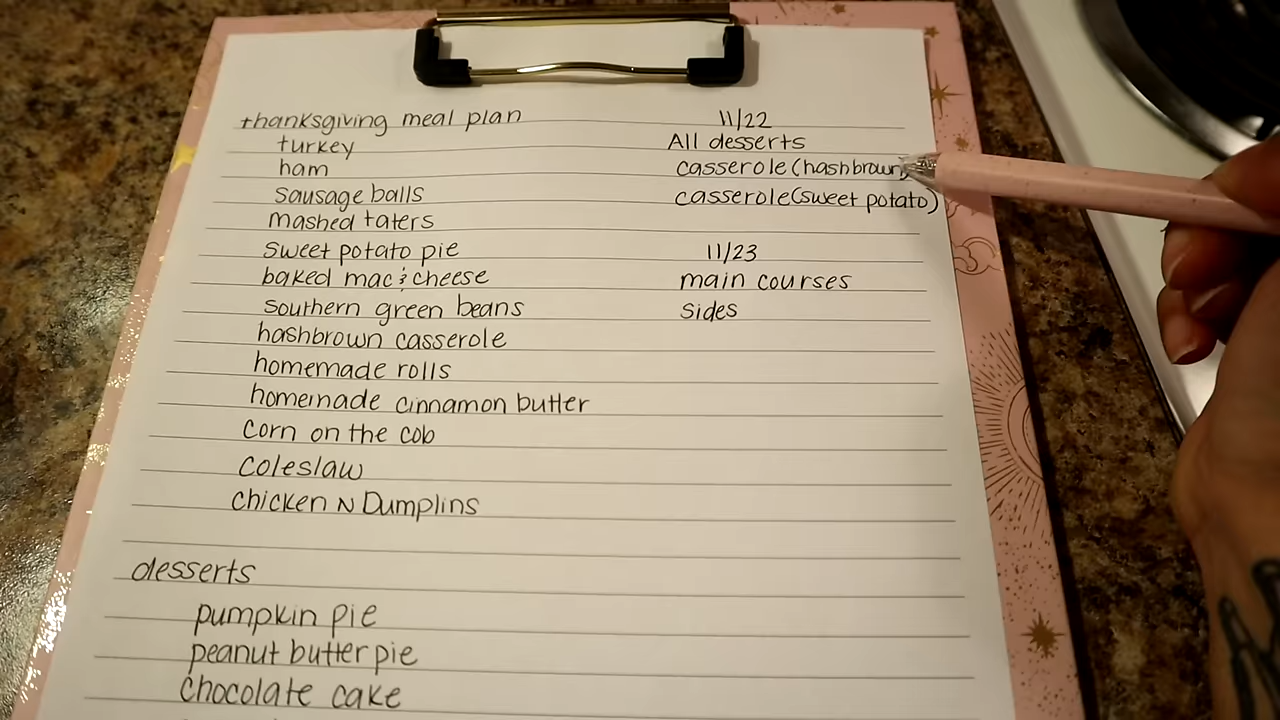 thanksgiving meal plan
turkey
ham
sausage balls
mashed taters
sweet potato pie
baked mac & cheese
southern green beans
hashbrown casserole
homemade rolls
homemade cinnamon butter
corn on the cob
coleslaw
chicken N Dumplins
desserts
pumpkin pie
peanut butter pie
chocolate cake
11/22
All desserts
casserole (hashbrown)
casserole (sweet potato)
11/23
main courses
sides